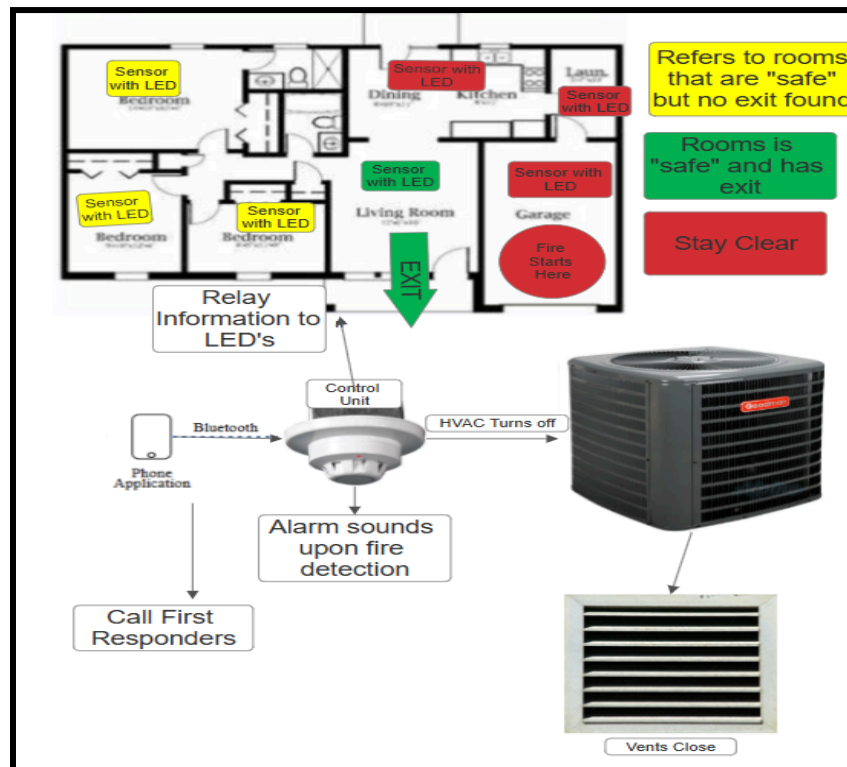 Sensor
with LED
Bedroom
Sensor with
LED
Dining
Kitchen
Laun.
Sensor
with LED
Refers to rooms
that are "safe"
but no exit found
Rooms is
"safe" and has
exit
Stay Clear
Sensor
with LED
Bedroom
Sensor
with LED
Bedroom
Sensor
with LED
Living Room
Sensor with
LED
Garage
Fire
Starts
Here
EXIT
Relay
Information to
LED's
Control
Unit
Bluetooth
HVAC Turns off
Goodman
Phone
Application
Alarm sounds
upon fire
detection
Call First
Responders
Vents Close